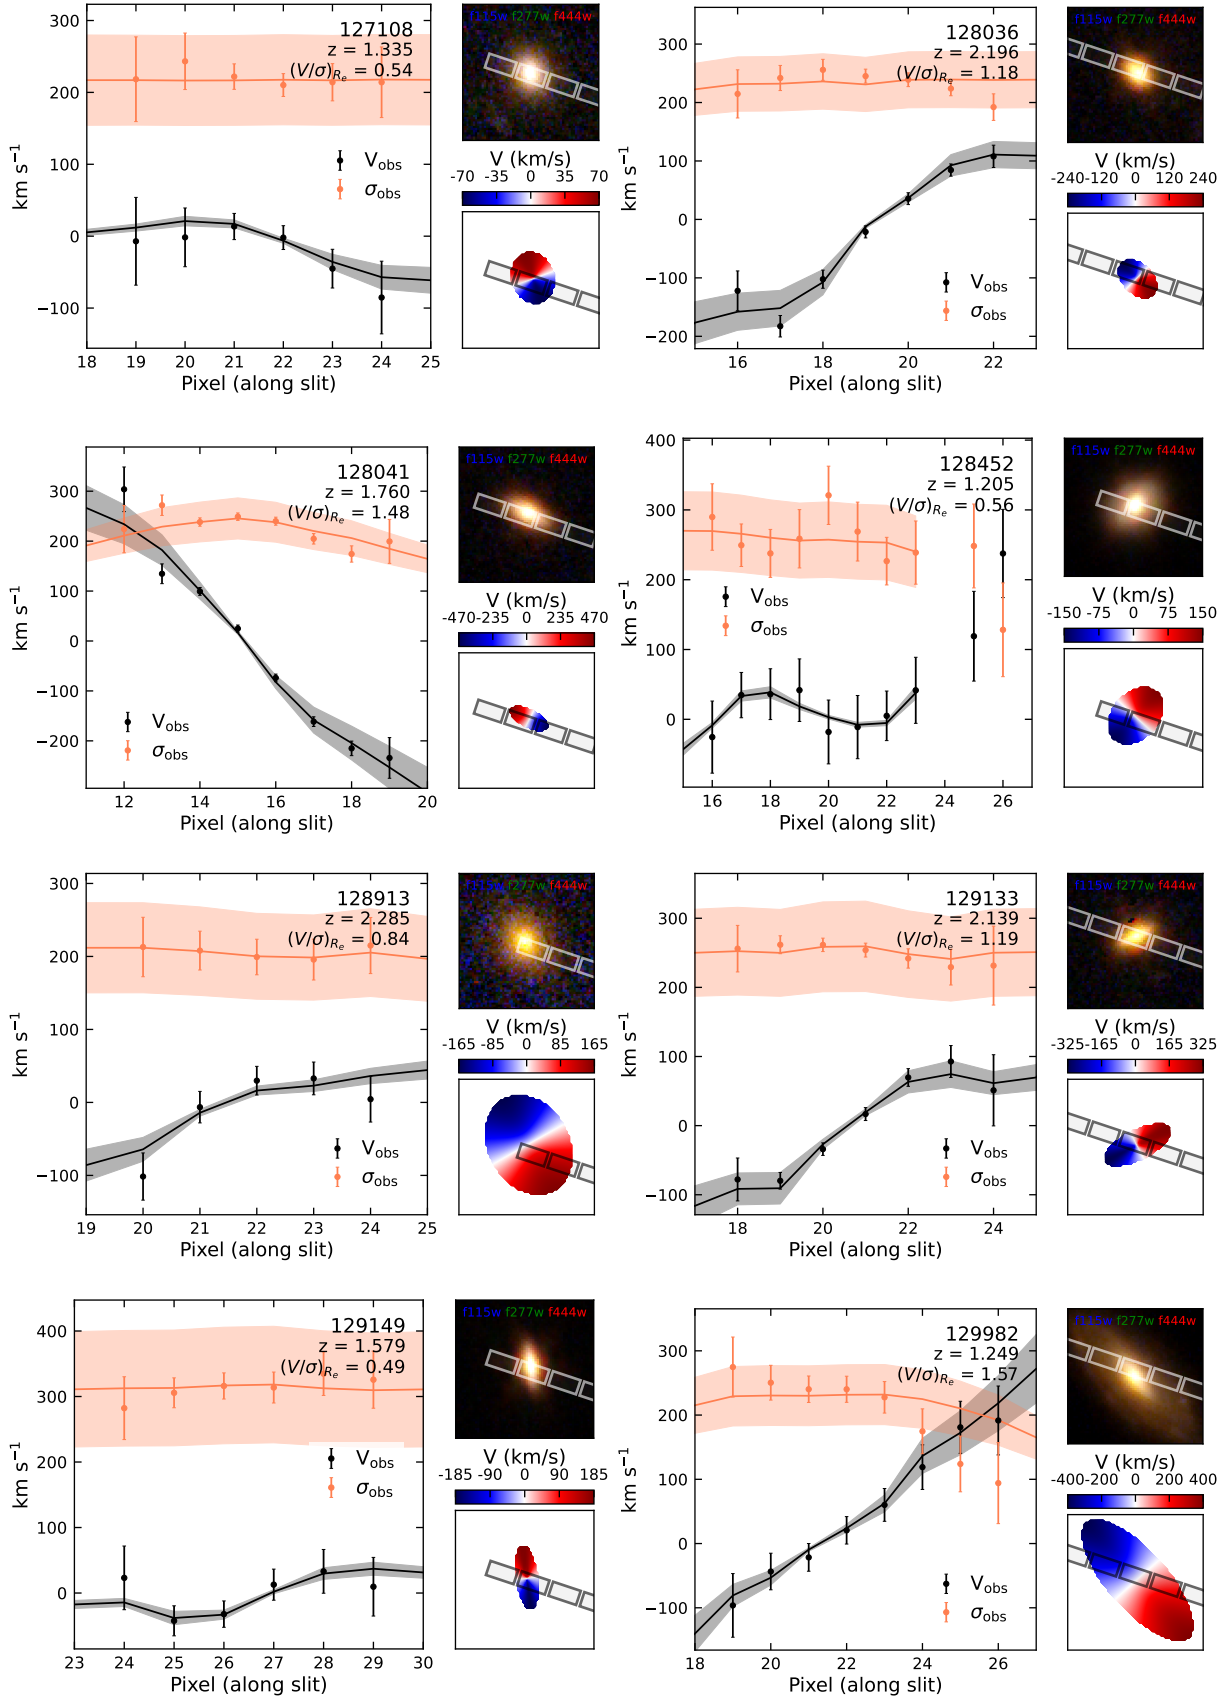 127108
z = 1.335
(V/σ)Re = 0.54
Vobs
σobs
km s−1
300
200
100
0
−100
18 19 20 21 22 23 24 25
Pixel (along slit)
f115w f277w f444w
V (km/s)
-70 -35 0 35 70
128036
z = 2.196
(V/σ)Re = 1.18
Vobs
σobs
km s−1
300
200
100
0
−100
−200
16 18 20 22
Pixel (along slit)
f115w f277w f444w
V (km/s)
-240 -120 0 120 240
128041
z = 1.760
(V/σ)Re = 1.48
Vobs
σobs
km s−1
300
200
100
0
−100
−200
12 14 16 18 20
Pixel (along slit)
f115w f277w f444w
V (km/s)
-470 -235 0 235 470
128452
z = 1.205
(V/σ)Re = 0.56
Vobs
σobs
km s−1
400
300
200
100
0
16 18 20 22 24 26
Pixel (along slit)
f115w f277w f444w
V (km/s)
-150 -75 0 75 150
128913
z = 2.285
(V/σ)Re = 0.84
Vobs
σobs
km s−1
300
200
100
0
−100
19 20 21 22 23 24 25
Pixel (along slit)
f115w f277w f444w
V (km/s)
-165 -85 0 85 165
129133
z = 2.139
(V/σ)Re = 1.19
Vobs
σobs
km s−1
300
200
100
0
−100
18 20 22 24
Pixel (along slit)
f115w f277w f444w
V (km/s)
-325 -165 0 165 325
129149
z = 1.579
(V/σ)Re = 0.49
Vobs
σobs
km s−1
400
300
200
100
0
23 24 25 26 27 28 29 30
Pixel (along slit)
f115w f277w f444w
V (km/s)
-185 -90 0 90 185
129982
z = 1.249
(V/σ)Re = 1.57
Vobs
σobs
km s−1
300
200
100
0
−100
18 20 22 24 26
Pixel (along slit)
f115w f277w f444w
V (km/s)
-400 -200 0 200 400